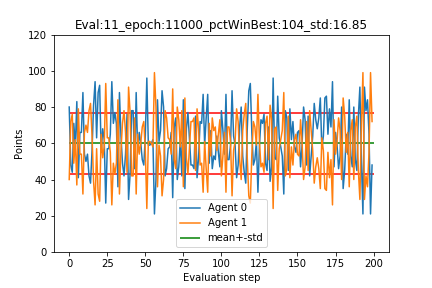 Eval:11_epoch:11000_pctWinBest:104_std:16.85
120
100
80
60
40
20
0
Points
0 25 50 75 100 125 150 175 200
Evaluation step
Agent 0
Agent 1
mean+-std